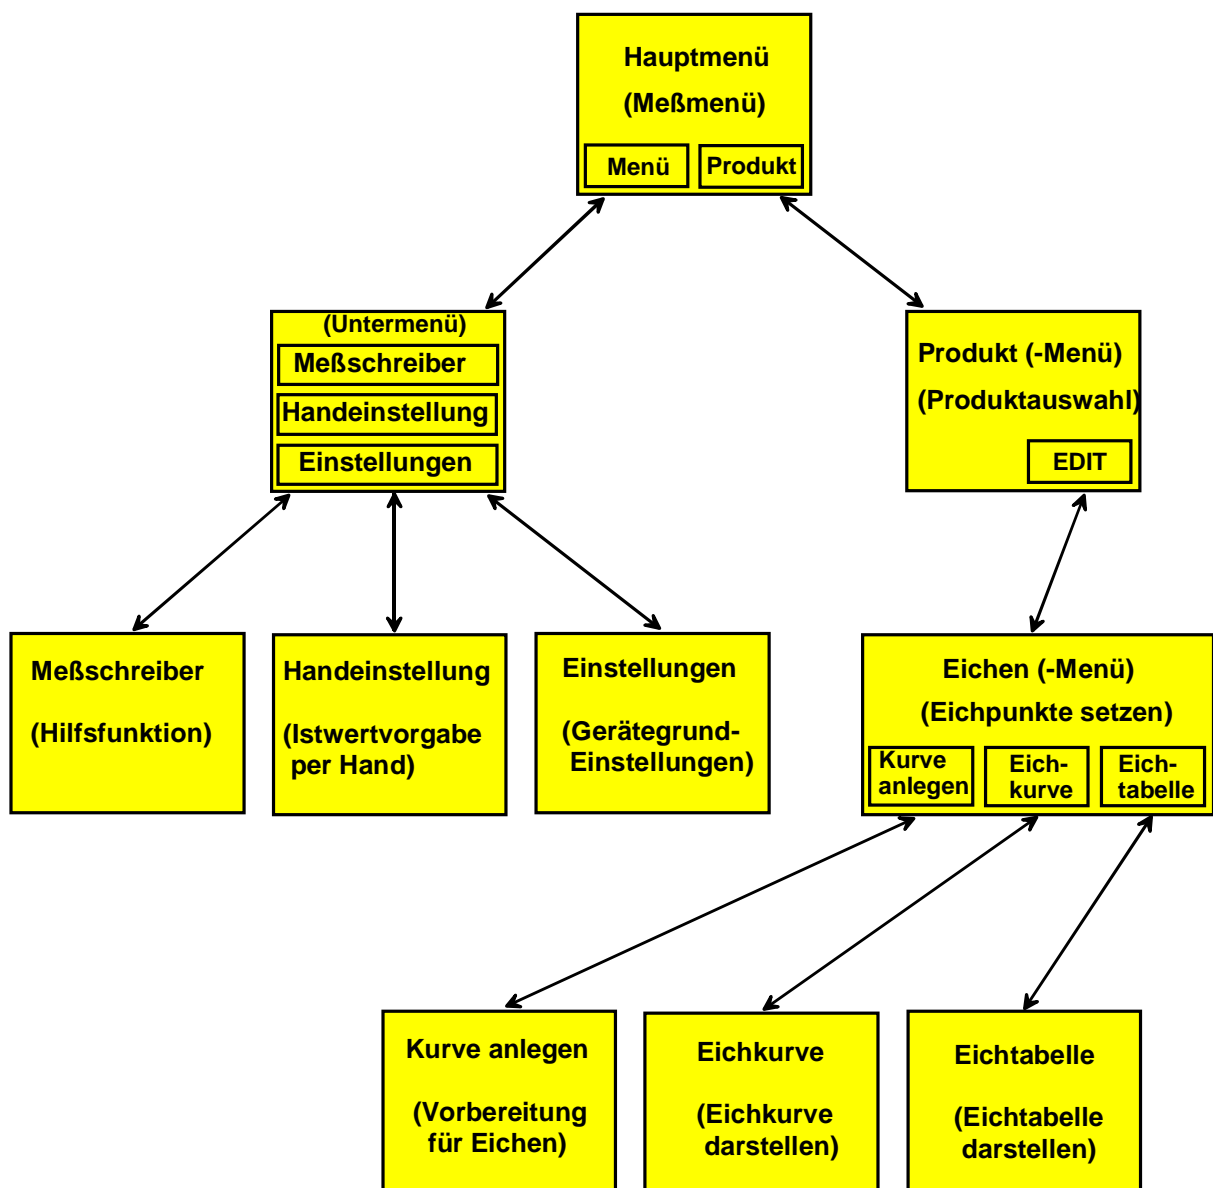 Hauptmenü
(Meßmenü)
Menü
Produkt
(Untermenü)
Meßschreiber
Handeinstellung
Einstellungen
Produkt (-Menü)
(Produktauswahl)
EDIT
Meßschreiber
(Hilfsfunktion)
Handeinstellung
(Istwertvorgabe
per Hand)
Einstellungen
(Gerätegrund-
Einstellungen)
Eichen (-Menü)
(Eichpunkte setzen)
Kurve
anlegen
Eich-
kurve
Eich-
tabelle
Kurve anlegen
(Vorbereitung
für Eichen)
Eichkurve
(Eichkurve
darstellen)
Eichtabelle
(Eichtabelle
darstellen)